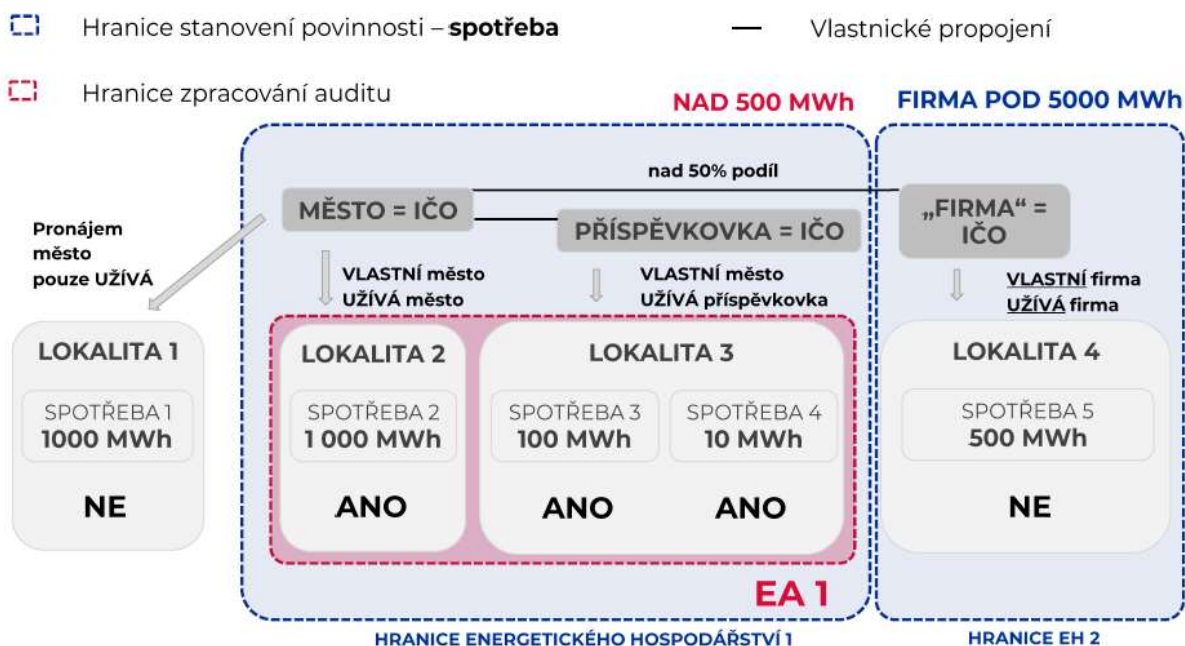 Hranice stanovení povinnosti – spotřeba
Vlastnické propojení
Hranice zpracování auditu
NAD 500 MWh
FIRMA POD 5000 MWh
nad 50% podíl
MĚSTO = IČO
PŘÍSPĚVKOVKA = IČO
„FIRMA“ =
IČO
Pronájem
město
pouze UŽÍVÁ
VLASTNÍ město
UŽÍVÁ město
VLASTNÍ město
UŽÍVÁ příspěvkovka
VLASTNÍ firma
UŽÍVÁ firma
LOKALITA 1
SPOTŘEBA 1
1000 MWh
NE
LOKALITA 2
SPOTŘEBA 2
1 000 MWh
ANO
LOKALITA 3
SPOTŘEBA 3
100 MWh
ANO
SPOTŘEBA 4
10 MWh
ANO
LOKALITA 4
SPOTŘEBA 5
500 MWh
NE
EA 1
HRANICE ENERGETICKÉHO HOSPODÁŘSTVÍ 1
HRANICE EH 2